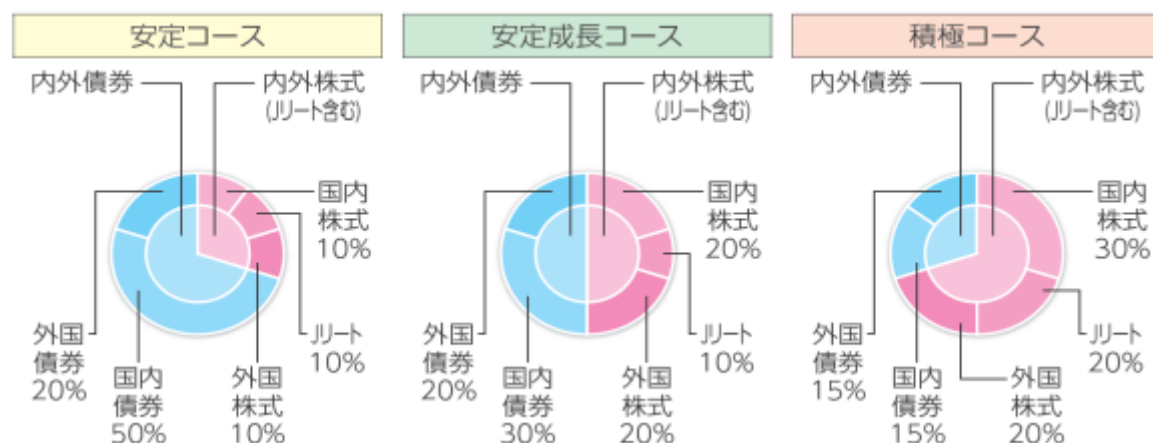 安定コース
内外債券
内外株式
(Jリート含む)
国内
株式
10%
Jリート
10%
外国
株式
10%
国内
債券
50%
外国
債券
20%
安定成長コース
内外債券
内外株式
(Jリート含む)
国内
株式
20%
Jリート
10%
外国
株式
20%
国内
債券
30%
外国
債券
20%
積極コース
内外債券
内外株式
(Jリート含む)
国内
株式
30%
Jリート
20%
外国
株式
20%
国内
債券
15%
外国
債券
15%